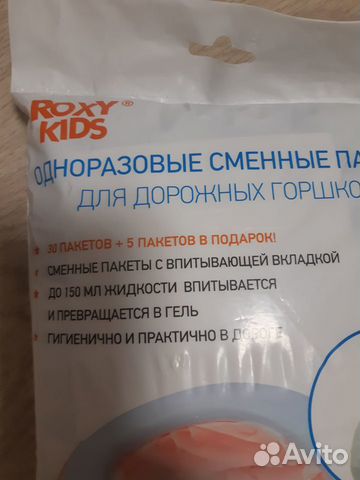 ROXY®
KIDS
ОДНОРАЗОВЫЕ СМЕННЫЕ ПА
ДЛЯ ДОРОЖНЫХ ГОРШКО
30 ПАКЕТОВ + 5 ПАКЕТОВ В ПОДАРОК!
СМЕННЫЕ ПАКЕТЫ С ВПИТЫВАЮЩЕЙ ВКЛАДКОЙ
ДО 150 МЛ ЖИДКОСТИ ВПИТЫВАЕТСЯ
И ПРЕВРАЩАЕТСЯ В ГЕЛЬ
ГИГИЕНИЧНО И ПРАКТИЧНО В ДОРОГЕ
Avito